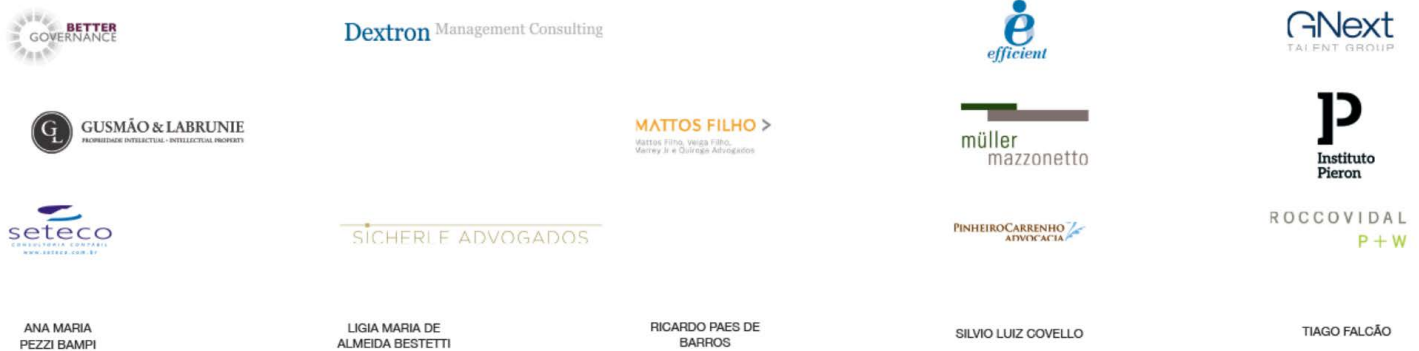 BETTER
GOVERNANCE
Dextron Management Consulting
efficient
GNext
TALENT GROUP
GL
GUSMÃO & LABRUNIE
PROPRIEDADE INTELECTUAL - INTELLECTUAL PROPERTY
MATTOS FILHO >
Mattos Filho, Veiga Filho,
Marrey Jr e Quiroga Advogados
müller
mazzonetto
Instituto
Pieron
seteco
CONSULTORIA CONTÁBIL
www.seteco.com.br
SICHERLE ADVOGADOS
PINHEIROCARRENHO
ADVOCACIA
ROCCOVIDAL
P + W
ANA MARIA
PEZZI BAMPI
LIGIA MARIA DE
ALMEIDA BESTETTI
RICARDO PAES DE
BARROS
SILVIO LUIZ COVELLO
TIAGO FALCÃO